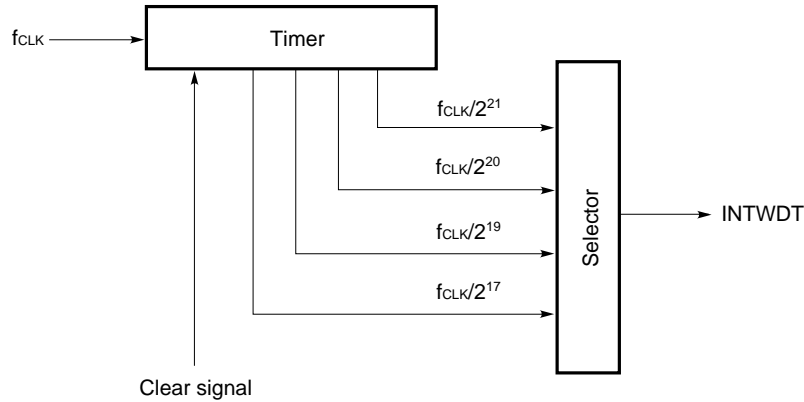 fCLK
Timer
fCLK/2^21
fCLK/2^20
fCLK/2^19
fCLK/2^17
Selector
INTWDT
Clear signal